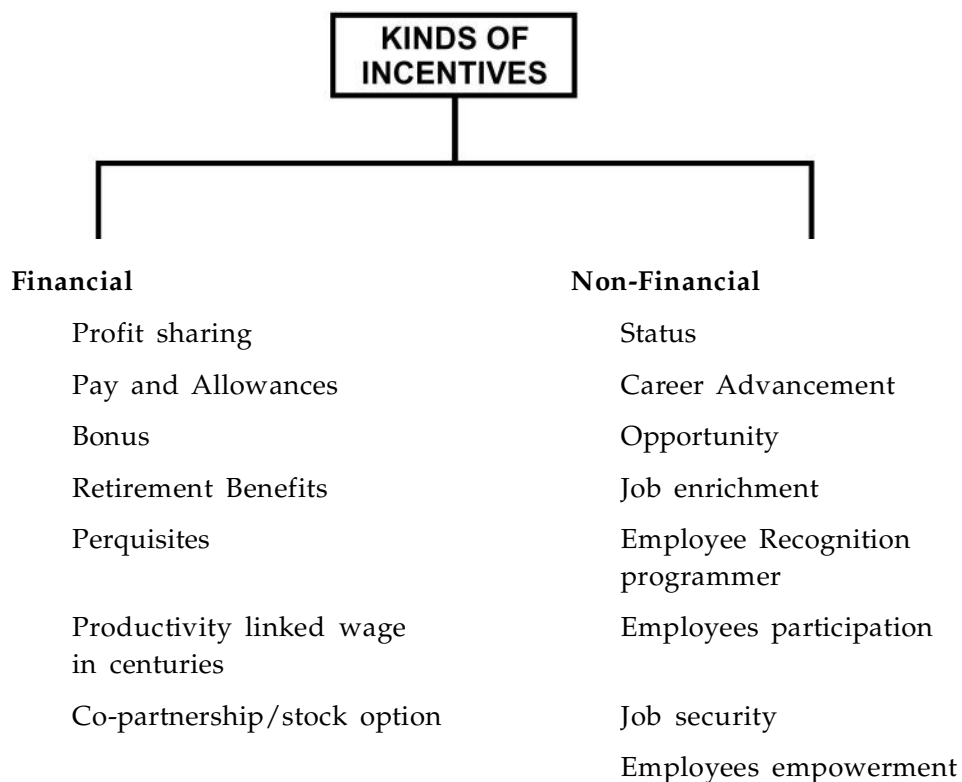 KINDS OF
INCENTIVES
Financial
Profit sharing
Pay and Allowances
Bonus
Retirement Benefits
Perquisites
Productivity linked wage
in centuries
Co-partnership/stock option
Non-Financial
Status
Career Advancement
Opportunity
Job enrichment
Employee Recognition
programmer
Employees participation
Job security
Employees empowerment